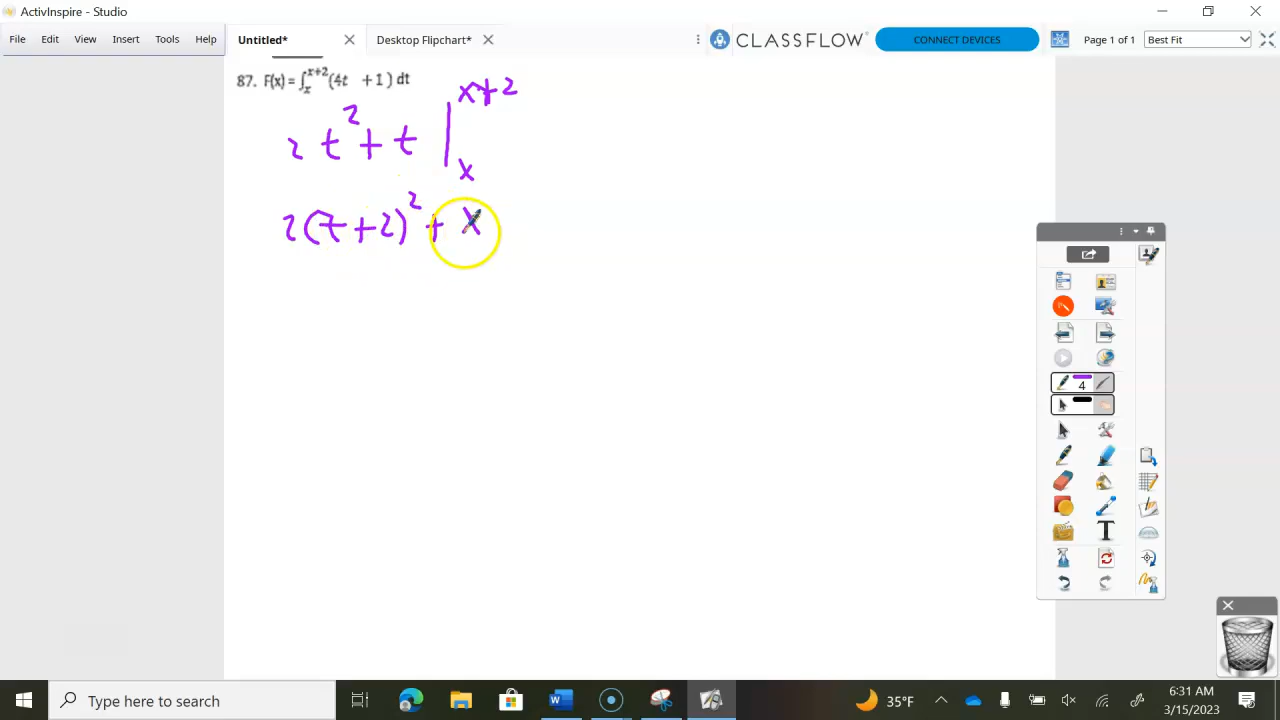 ActivInspire - Studio
File Edit View Insert Tools Help Untitled* Desktop Flipchart* CLASSFLOW CONNECT DEVICES Page 1 of 1 Best Fit
87. F(x) = ∫ₓˣ⁺² (4t + 1) dt
2t² + t |ₓˣ⁺²
2(t+2)² + x
4
T
Type here to search
35°F
6:31 AM
3/15/2023